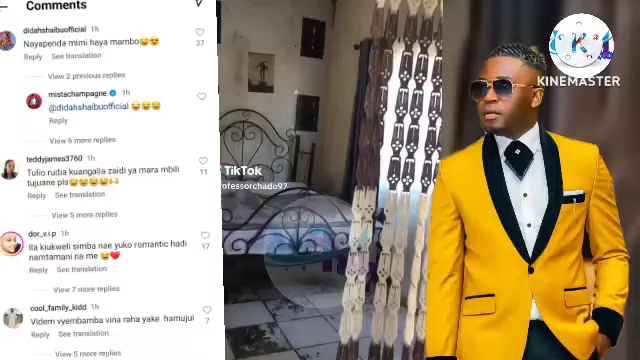 Comments
didahshaibuofficial 1h
Nayapenda mimi haya mambo😂😍
27
Reply See translation
View 2 previous replies
mistachampagne 1h
@didahshaibuofficial 😂😂😂
Reply
View 6 more replies
teddyjames3760 1h
Tulio rudia kuangalia zaidi ya mara mbili
tujuane pls😂😂😂😂🙌
11
Reply See translation
View 5 more replies
dor_v.i.p 1h
Ila kiukweli simba nae yuko romantic hadi
namtamani na me 😂❤️
17
Reply See translation
View 7 more replies
cool_family_kidd 1h
Videm vyembamba vina raha yake hamujui
7
Reply See translation
View 5 more replies
TikTok
rofessorchado97
K
KINEMASTER